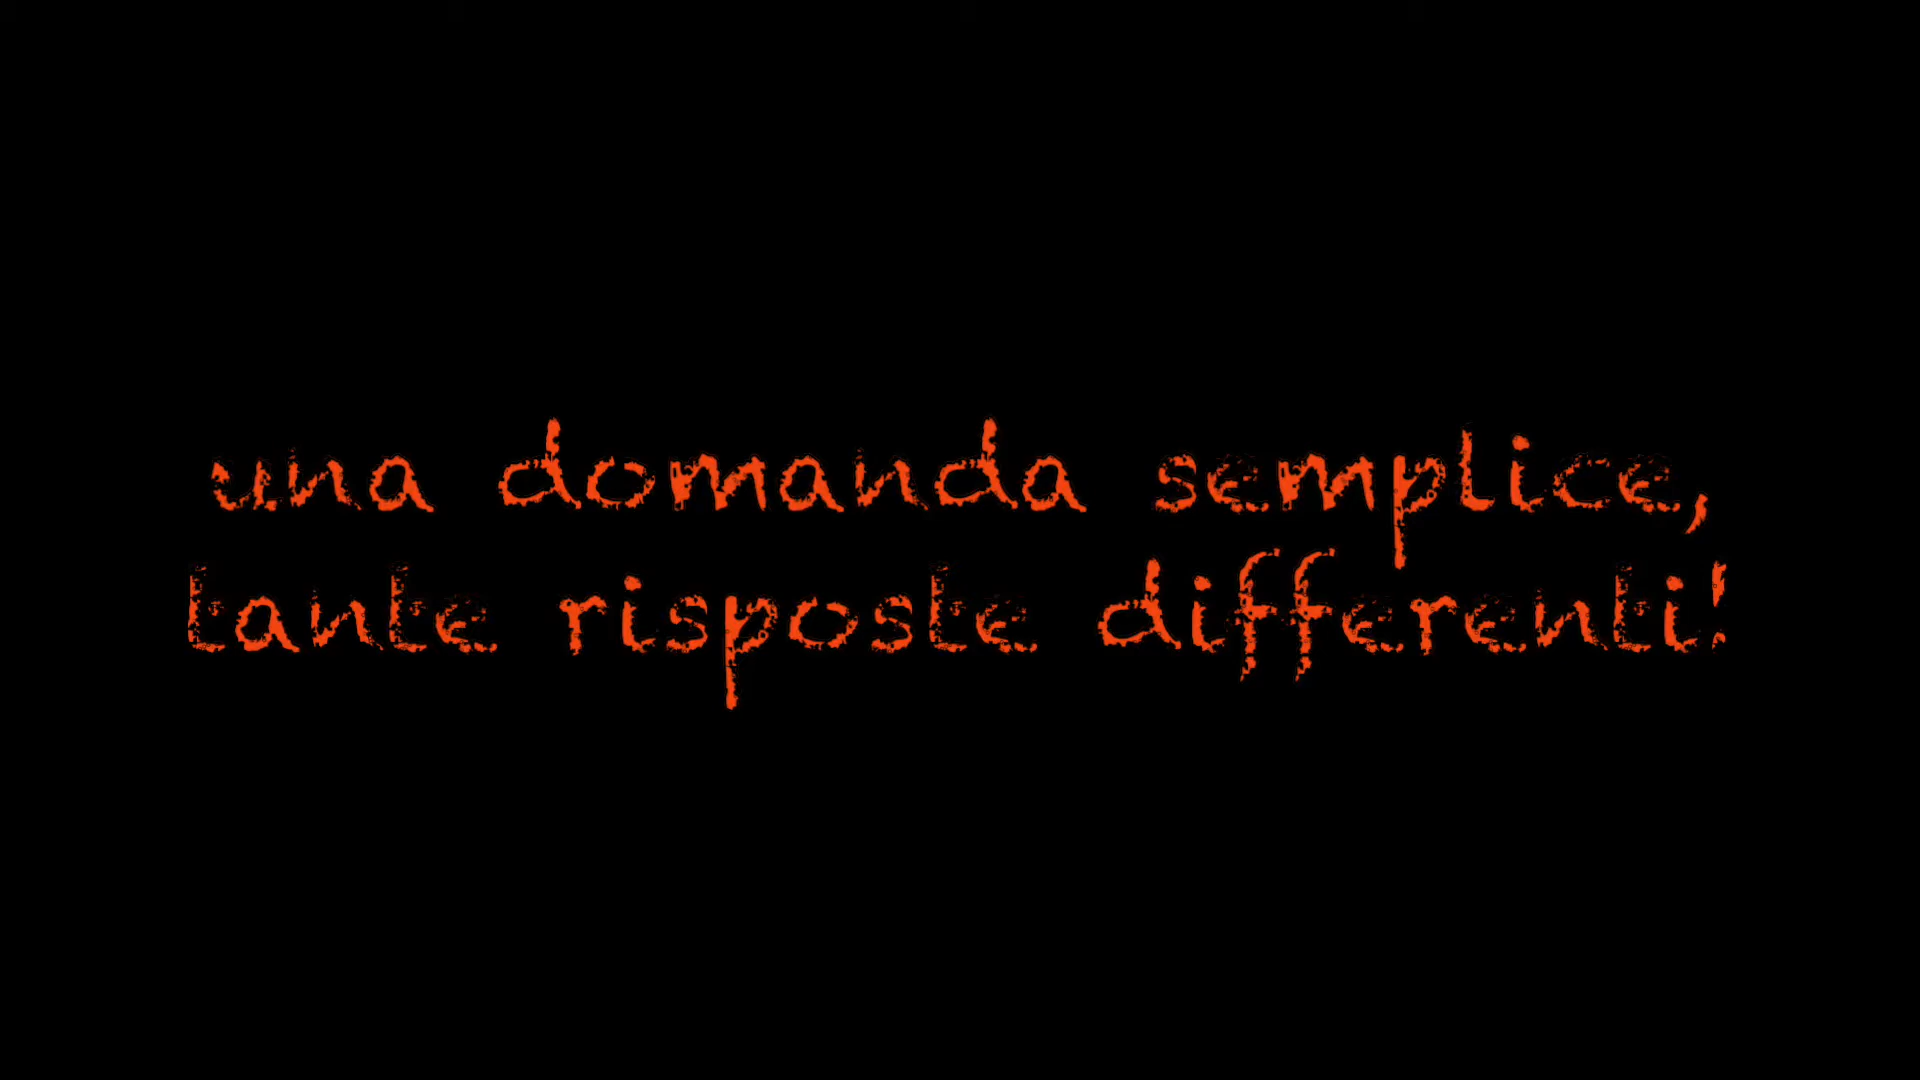 una domanda semplice,
tante risposte differenti!